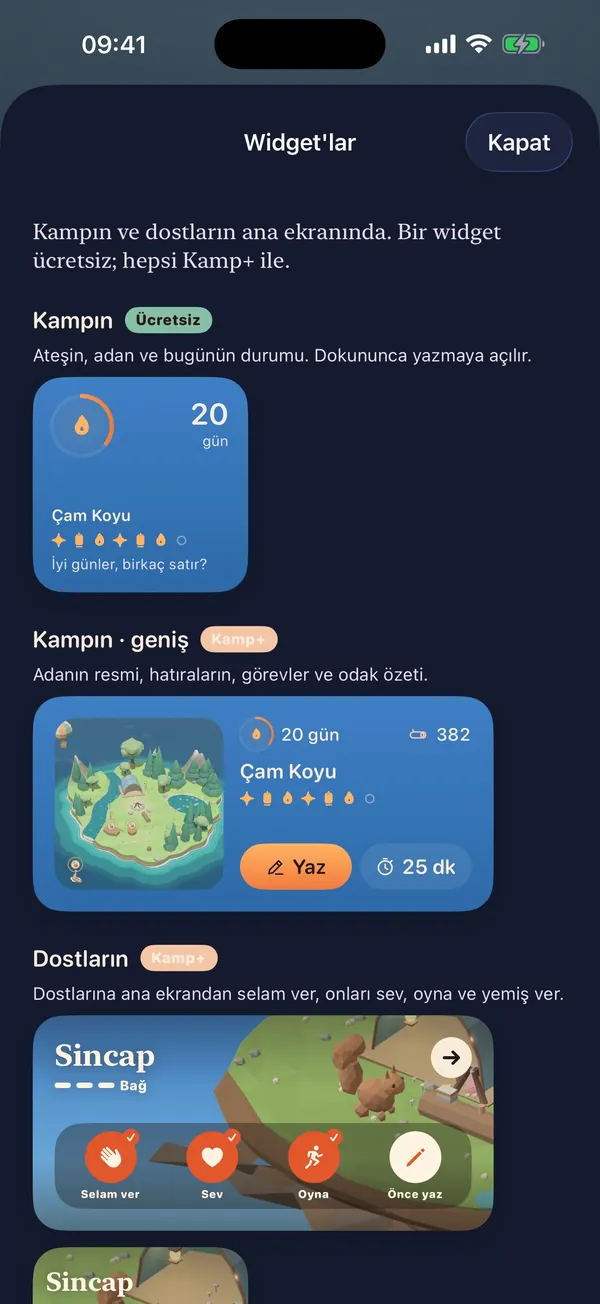 09:41
Widget'lar
Kapat
Kampın ve dostların ana ekranında. Bir widget
ücretsiz; hepsi Kamp+ ile.
Kampın Ücretsiz
Ateşin, adan ve bugünün durumu. Dokununca yazmaya açılır.
20
gün
Çam Koyu
İyi günler, birkaç satır?
Kampın · geniş Kamp+
Adanın resmi, hatıraların, görevler ve odak özeti.
20 gün 382
Çam Koyu
Yaz 25 dk
Dostların Kamp+
Dostlarına ana ekrandan selam ver, onları sev, oyna ve yemiş ver.
Sincap
Bağ
Selam ver Sev Oyna Önce yaz
Sincap